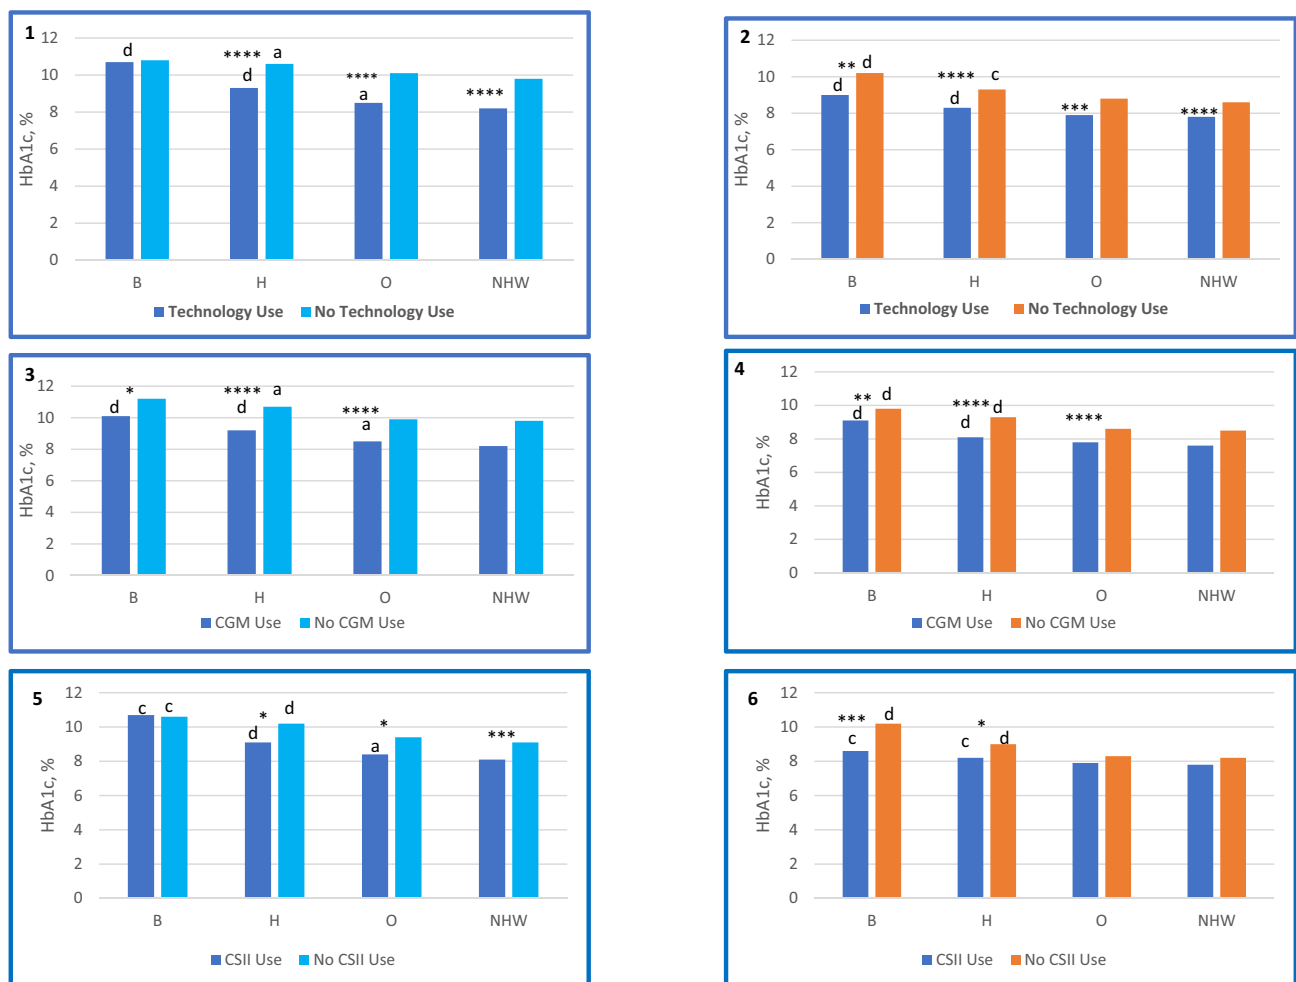 1
HbA1c, %
12
10
8
6
4
2
0
d
**** a
d
****
a
****
B H O NHW
Technology Use No Technology Use
2
HbA1c, %
12
10
8
6
4
2
0
** d
d
**** c
d
***
****
B H O NHW
Technology Use No Technology Use
3
HbA1c, %
12
10
8
6
4
2
0
*
d
**** a
d
****
a
B H O NHW
CGM Use No CGM Use
4
HbA1c, %
12
10
8
6
4
2
0
** d
d
**** d
d
****
B H O NHW
CGM Use No CGM Use
5
HbA1c, %
12
10
8
6
4
2
0
c c
* d
d
*
a
***
B H O NHW
CSII Use No CSII Use
6
HbA1c, %
12
10
8
6
4
2
0
*** d
c
*
c d
B H O NHW
CSII Use No CSII Use